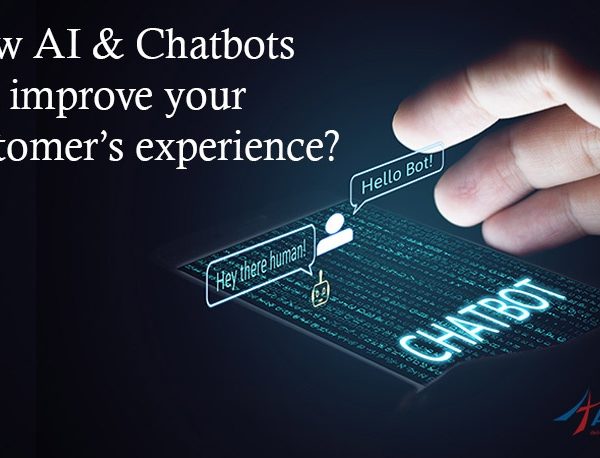 w AI & Chatbots
improve your
tomer's experience?
Hello Bot!
Hey there human!
CHATBOT